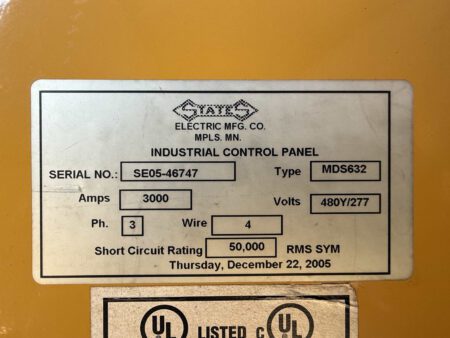 STATES
ELECTRIC MFG. CO.
MPLS. MN.
INDUSTRIAL CONTROL PANEL
SERIAL NO.: SE05-46747 Type MDS632
Amps 3000 Volts 480Y/277
Ph. 3 Wire 4
Short Circuit Rating 50,000 RMS SYM
Thursday, December 22, 2005
UL LISTED C UL